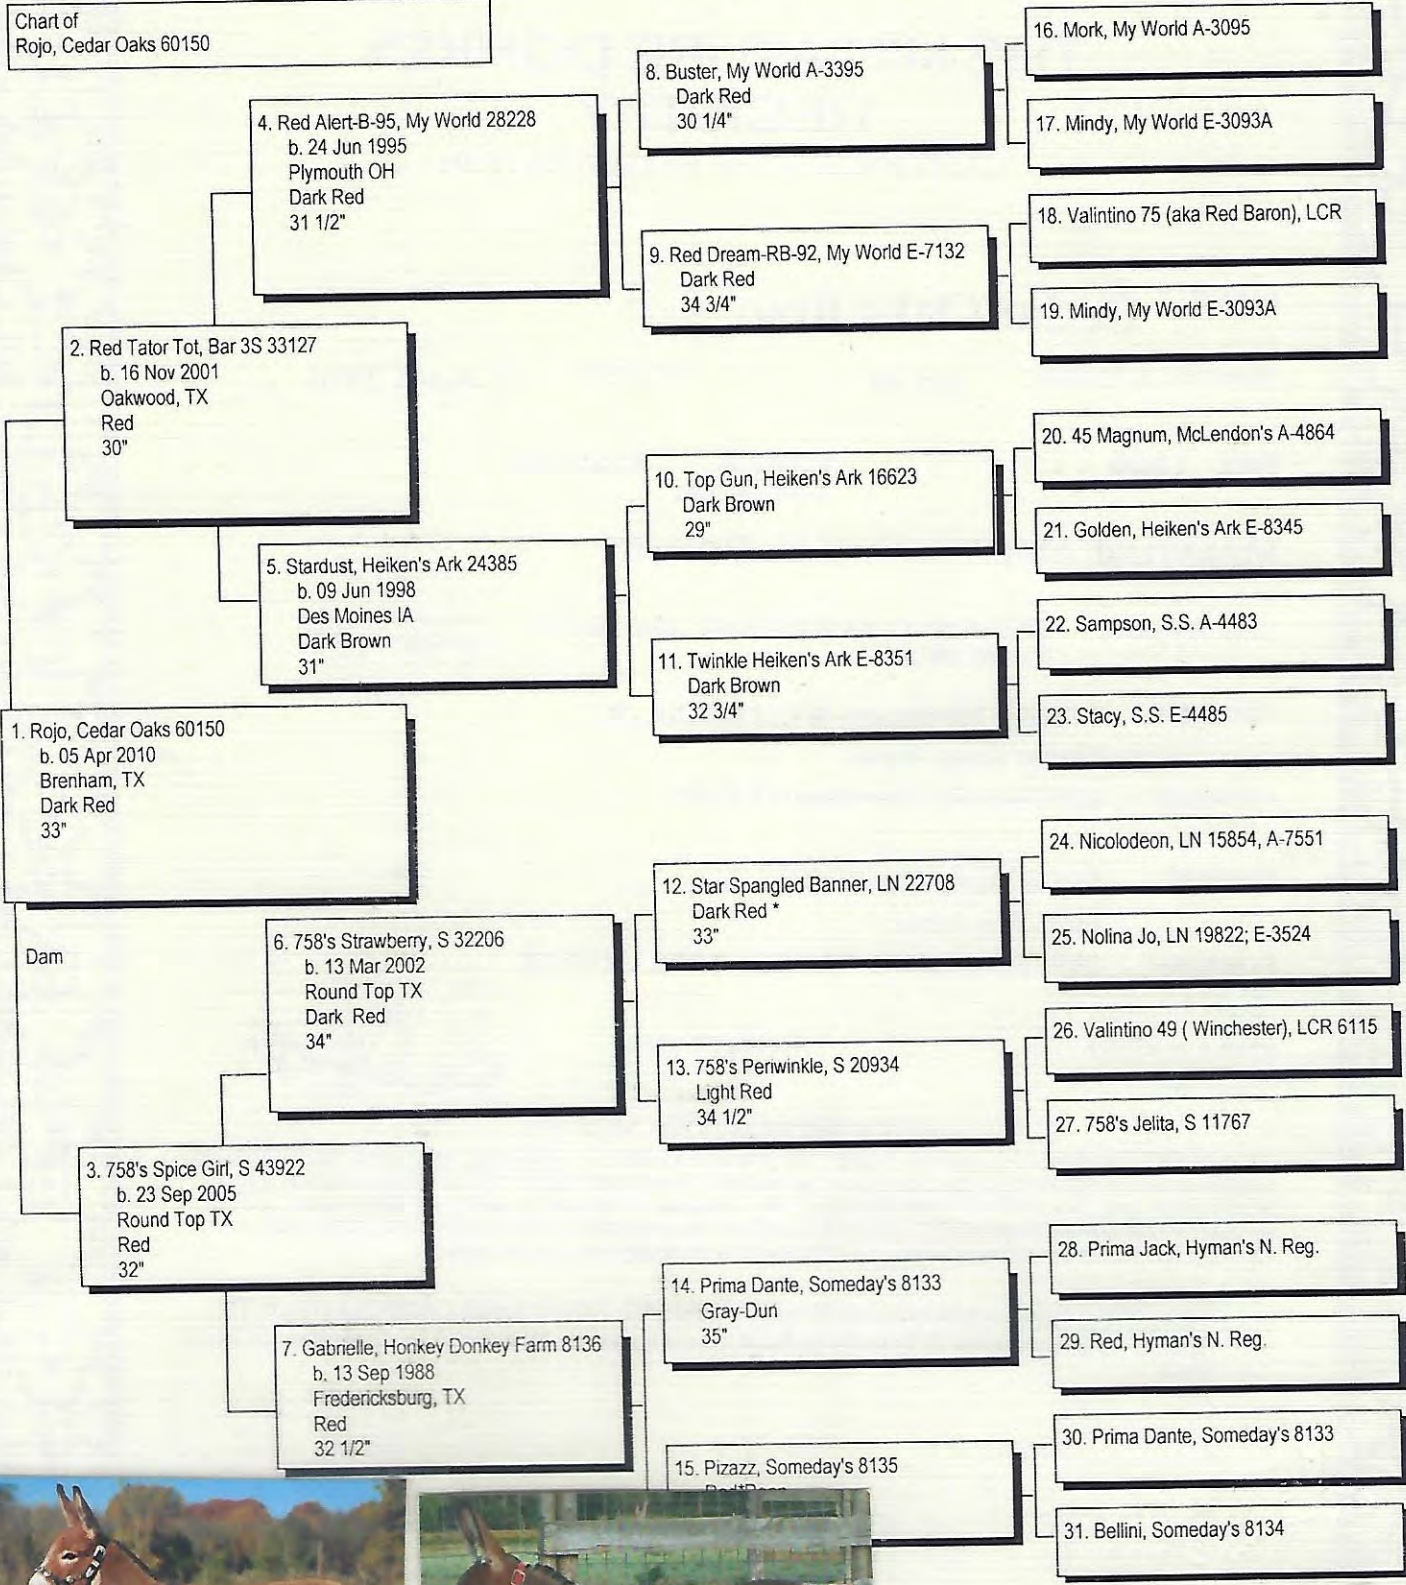 Chart of
Rojo, Cedar Oaks 60150
1. Rojo, Cedar Oaks 60150
b. 05 Apr 2010
Brenham, TX
Dark Red
33"
Dam
2. Red Tator Tot, Bar 3S 33127
b. 16 Nov 2001
Oakwood, TX
Red
30"
3. 758's Spice Girl, S 43922
b. 23 Sep 2005
Round Top TX
Red
32"
4. Red Alert-B-95, My World 28228
b. 24 Jun 1995
Plymouth OH
Dark Red
31 1/2"
5. Stardust, Heiken's Ark 24385
b. 09 Jun 1998
Des Moines IA
Dark Brown
31"
6. 758's Strawberry, S 32206
b. 13 Mar 2002
Round Top TX
Dark Red
34"
7. Gabrielle, Honkey Donkey Farm 8136
b. 13 Sep 1988
Fredericksburg, TX
Red
32 1/2"
8. Buster, My World A-3395
Dark Red
30 1/4"
9. Red Dream-RB-92, My World E-7132
Dark Red
34 3/4"
10. Top Gun, Heiken's Ark 16623
Dark Brown
29"
11. Twinkle Heiken's Ark E-8351
Dark Brown
32 3/4"
12. Star Spangled Banner, LN 22708
Dark Red *
33"
13. 758's Periwinkle, S 20934
Light Red
34 1/2"
14. Prima Dante, Someday's 8133
Gray-Dun
35"
15. Pizazz, Someday's 8135
16. Mork, My World A-3095
17. Mindy, My World E-3093A
18. Valintino 75 (aka Red Baron), LCR
19. Mindy, My World E-3093A
20. 45 Magnum, McLendon's A-4864
21. Golden, Heiken's Ark E-8345
22. Sampson, S.S. A-4483
23. Stacy, S.S. E-4485
24. Nicolodeon, LN 15854, A-7551
25. Nolina Jo, LN 19822; E-3524
26. Valintino 49 ( Winchester), LCR 6115
27. 758's Jelita, S 11767
28. Prima Jack, Hyman's N. Reg.
29. Red, Hyman's N. Reg.
30. Prima Dante, Someday's 8133
31. Bellini, Someday's 8134